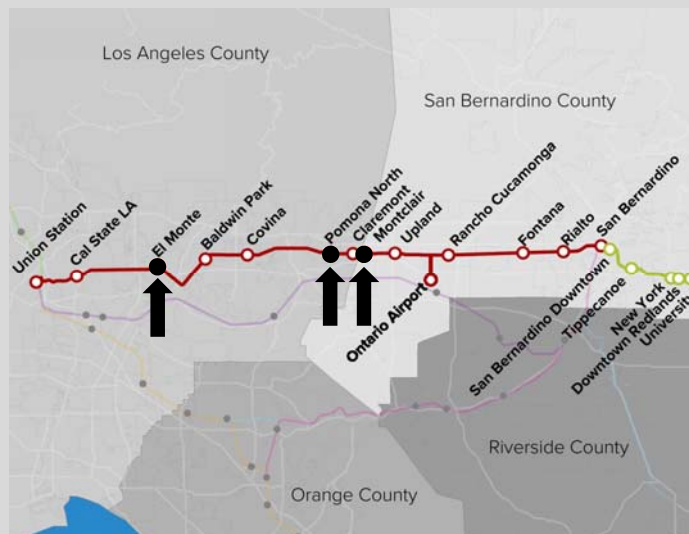 Los Angeles County
San Bernardino County
Union Station
Cal State LA
El Monte
Baldwin Park
Covina
Pomona North
Claremont
Montclair
Upland
Rancho Cucamonga
Fontana
Rialto
San Bernardino
Ontario Airport
San Bernardino Downtown
Tippecanoe
New York
Downtown Redlands
University
Riverside County
Orange County